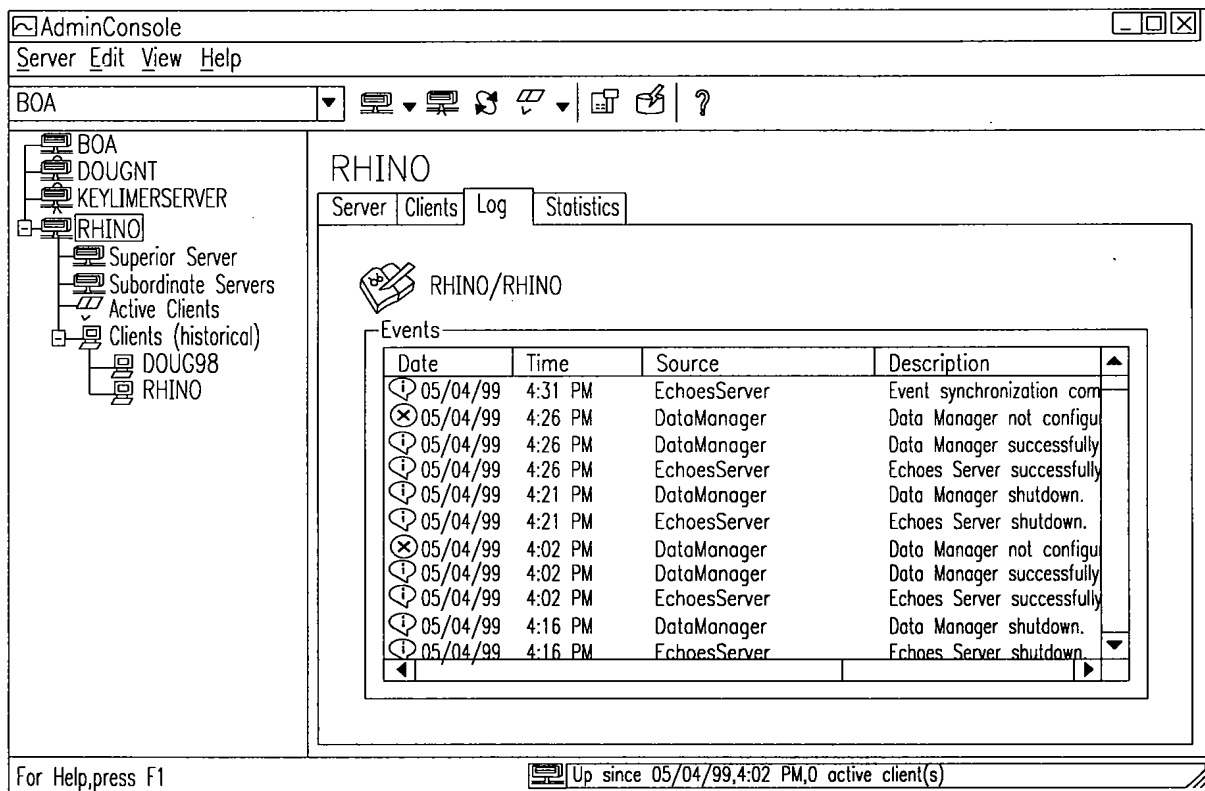 AdminConsole
Server Edit View Help
BOA
BOA
DOUGNT
KEYLIMERSERVER
RHINO
Superior Server
Subordinate Servers
Active Clients
Clients (historical)
DOUG98
RHINO
RHINO
Server Clients Log Statistics
RHINO/RHINO
Events
Date Time Source Description
05/04/99 4:31 PM EchoesServer Event synchronization com
05/04/99 4:26 PM DataManager Data Manager not configu
05/04/99 4:26 PM DataManager Data Manager successfully
05/04/99 4:26 PM EchoesServer Echoes Server successfully
05/04/99 4:21 PM DataManager Data Manager shutdown.
05/04/99 4:21 PM EchoesServer Echoes Server shutdown.
05/04/99 4:02 PM DataManager Data Manager not configu
05/04/99 4:02 PM DataManager Data Manager successfully
05/04/99 4:02 PM EchoesServer Echoes Server successfully
05/04/99 4:16 PM DataManager Data Manager shutdown.
05/04/99 4:16 PM EchoesServer Echoes Server shutdown.
For Help,press F1
Up since 05/04/99,4:02 PM,0 active client(s)